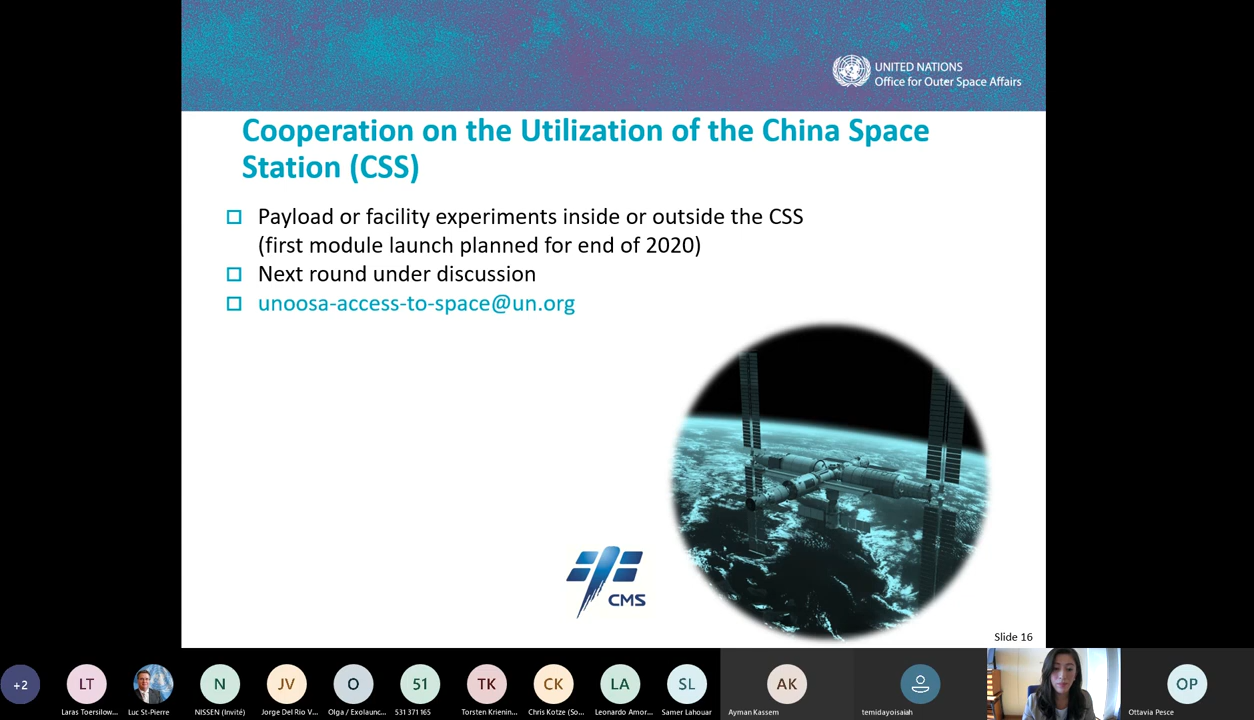 UNITED NATIONS
Office for Outer Space Affairs
Cooperation on the Utilization of the China Space
Station (CSS)
Payload or facility experiments inside or outside the CSS
(first module launch planned for end of 2020)
Next round under discussion
unoosa-access-to-space@un.org
CMS
Slide 16
+2
LT
N
JV
O
51
TK
CK
LA
SL
AK
OP
Laras Toersilow...
Luc St-Pierre
NISSEN (Invité)
Jorge Del Rio V...
Olga / Exolaunc...
531 371 165
Torsten Krienin...
Chris Kotze (So...
Leonardo Amor...
Samer Lahouar
Ayman Kassem
temidayoisaiah
Ottavia Pesce